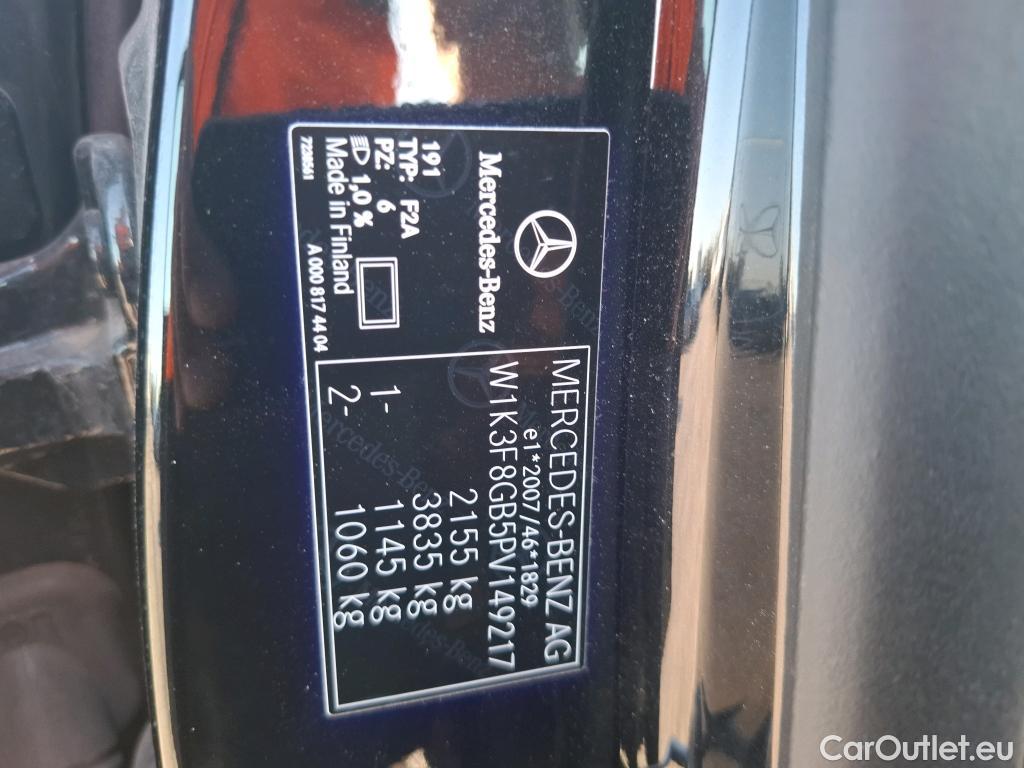 Mercedes-Benz
MERCEDES-BENZ AG
e1*2007/46*1829
W1K3F8GB5PV149217
2155 kg
3835 kg
1- 1145 kg
2- 1060 kg
191
TYP: F2A
PZ: 6
1,0 %
Made in Finland
7238661 A 000 817 44 04
CarOutlet.eu